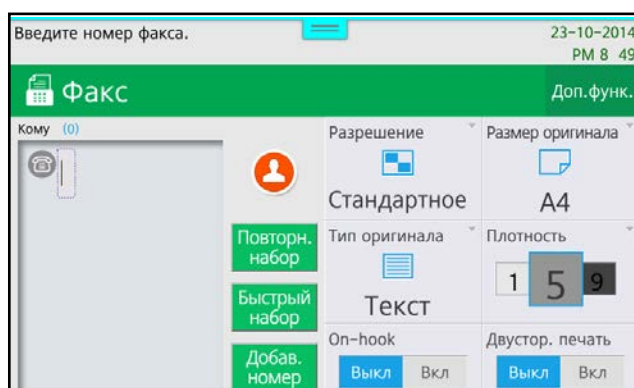 Введите номер факса.
23-10-2014
PM 8 49
Факс
Доп.функ.
Кому (0)
Повторн.
набор
Быстрый
набор
Добав.
номер
Разрешение
Стандартное
Размер оригинала
A4
Тип оригинала
Текст
Плотность
1 5 9
On-hook
Выкл Вкл
Двустор. печать
Выкл Вкл